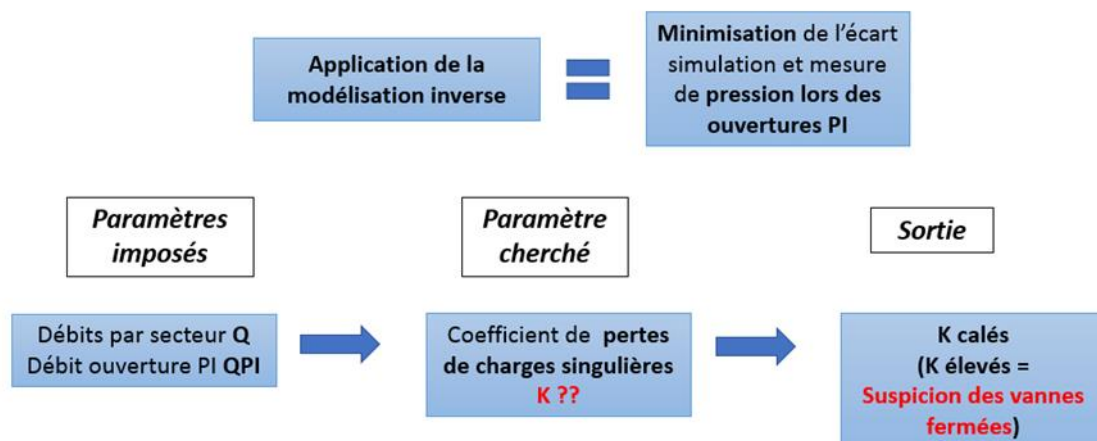 Application de la
modélisation inverse
Minimisation de l'écart
simulation et mesure
de pression lors des
ouvertures PI
Paramètres
imposés
Paramètre
cherché
Sortie
Débits par secteur Q
Débit ouverture PI QPI
Coefficient de pertes
de charges singulières
K ??
K calés
(K élevés =
Suspicion des vannes
fermées)